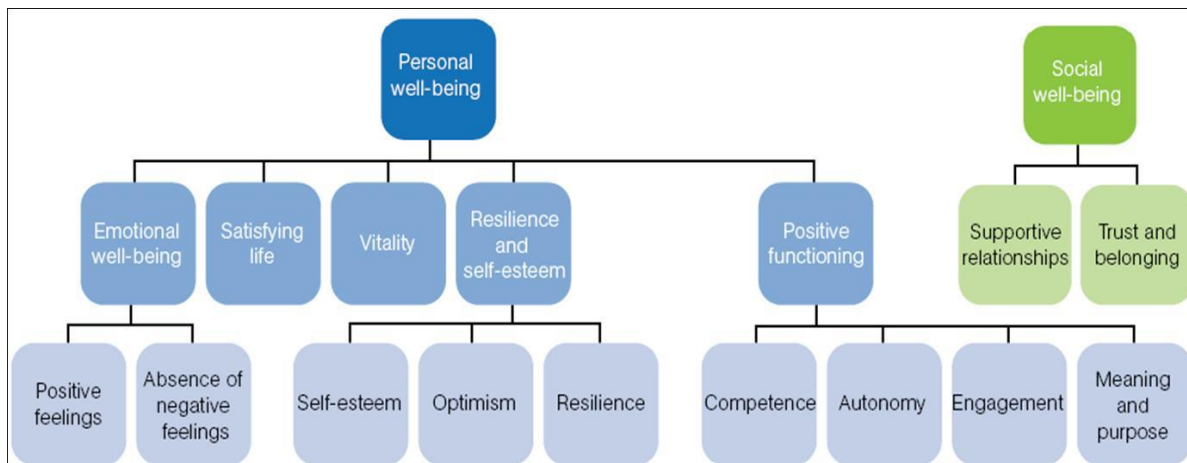 Personal
well-being
Social
well-being
Emotional
well-being
Satisfying
life
Vitality
Resilience
and
self-esteem
Positive
functioning
Supportive
relationships
Trust and
belonging
Positive
feelings
Absence of
negative
feelings
Self-esteem
Optimism
Resilience
Competence
Autonomy
Engagement
Meaning
and
purpose